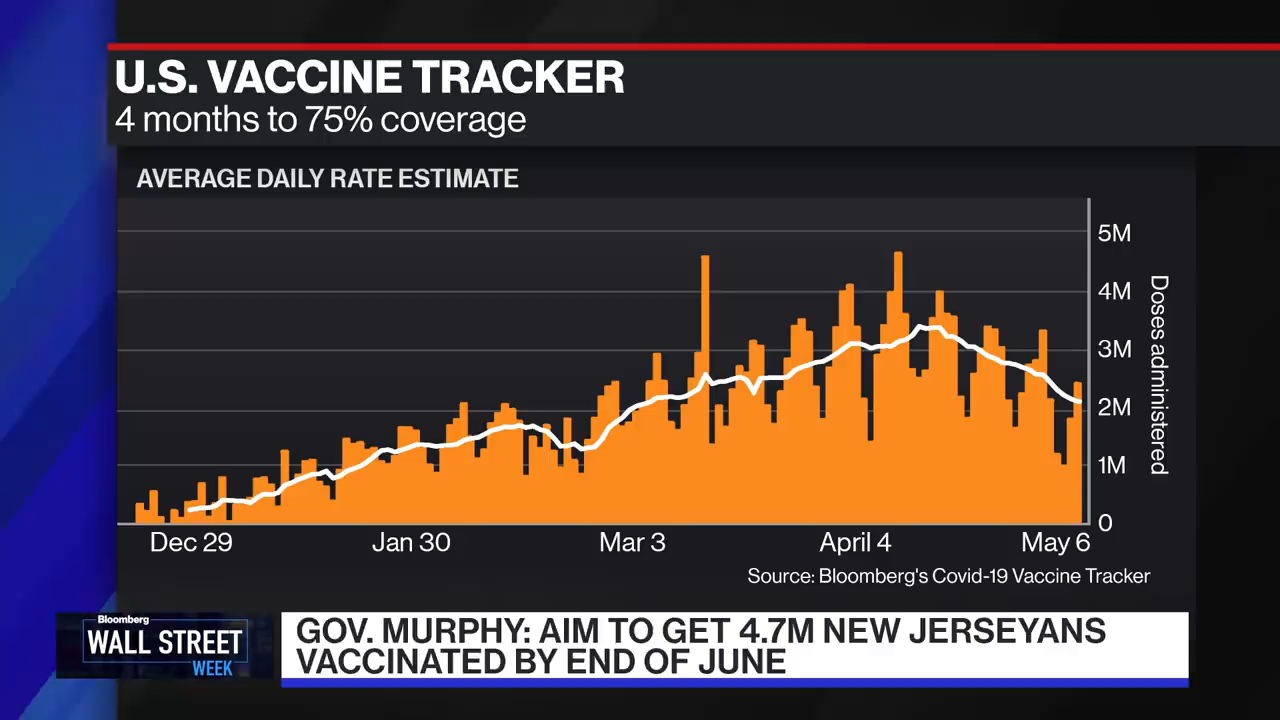 U.S. VACCINE TRACKER
4 months to 75% coverage
AVERAGE DAILY RATE ESTIMATE
5M
4M
3M
2M
1M
0
Doses administered
Dec 29
Jan 30
Mar 3
April 4
May 6
Source: Bloomberg's Covid-19 Vaccine Tracker
Bloomberg
WALL STREET
WEEK
GOV. MURPHY: AIM TO GET 4.7M NEW JERSEYANS
VACCINATED BY END OF JUNE